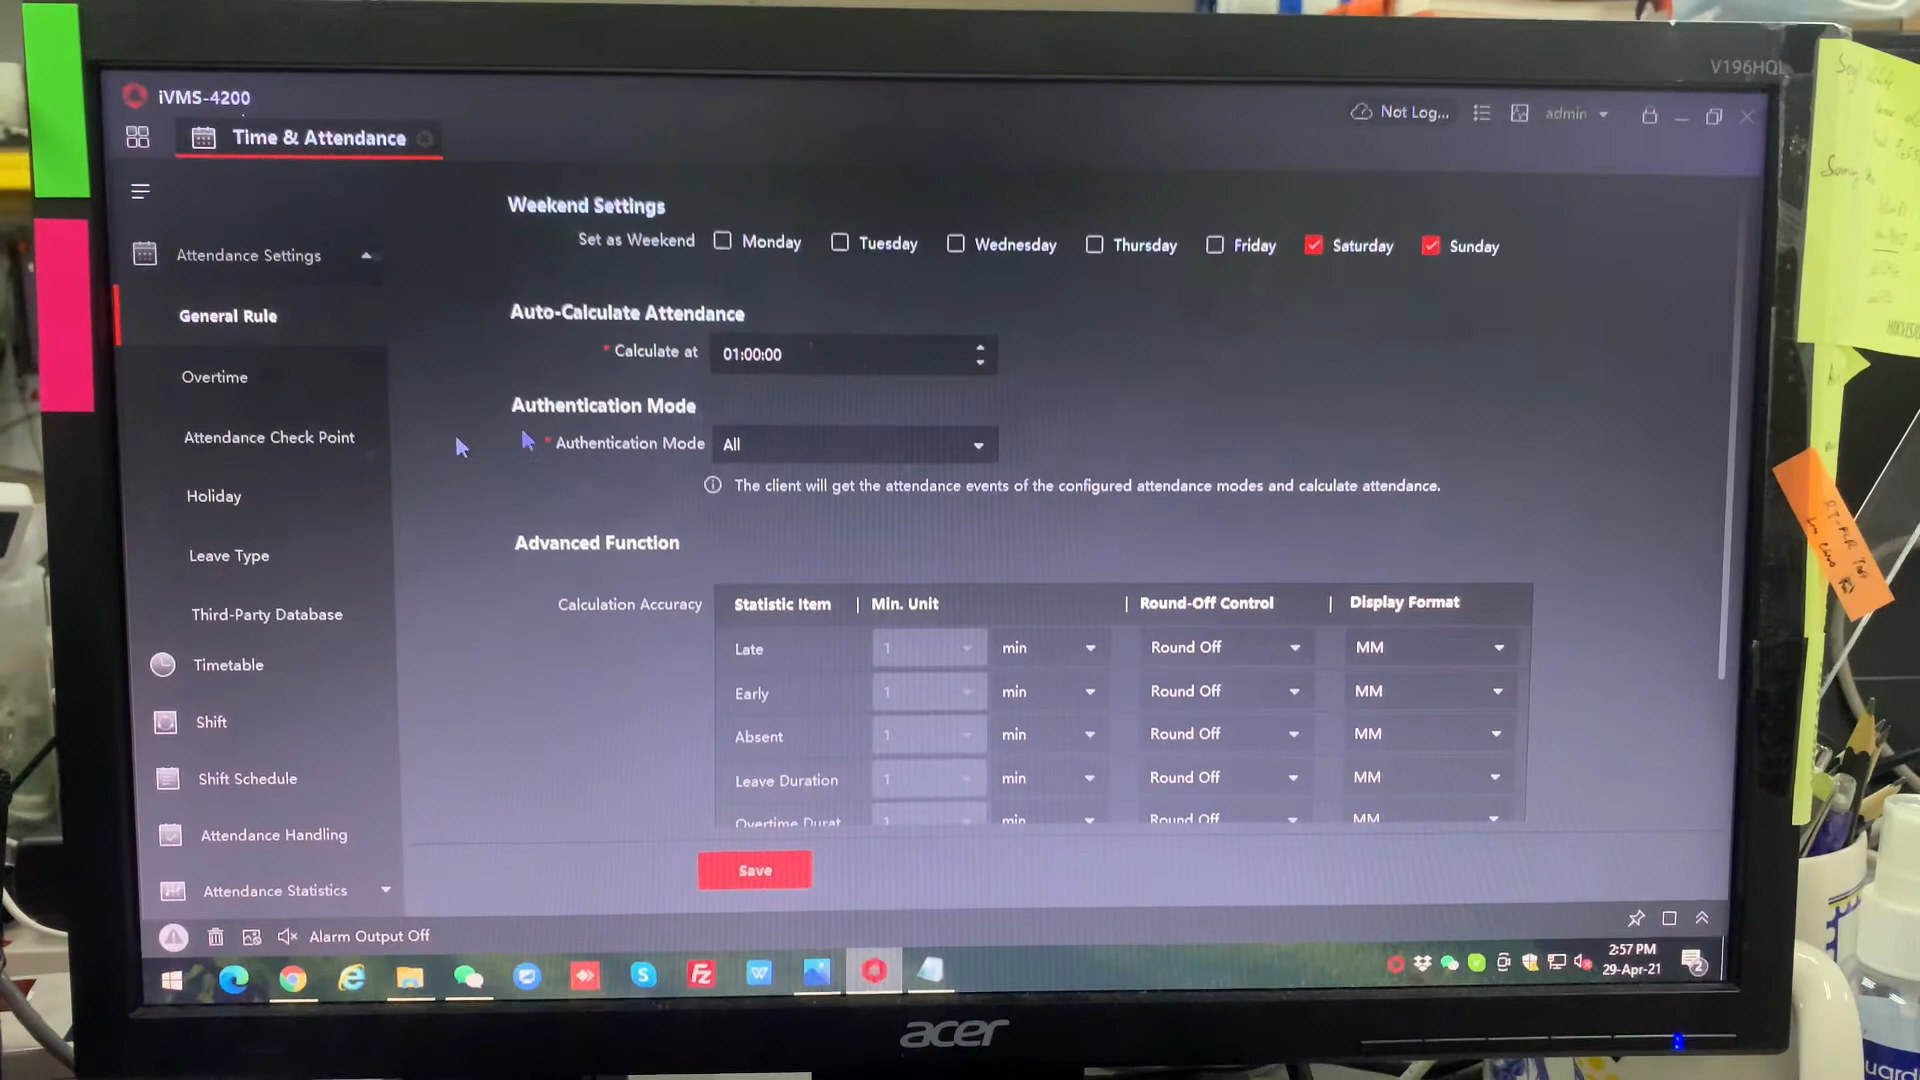 V196HQL
iVMS-4200
Not Log...
admin
Time & Attendance
Attendance Settings
General Rule
Overtime
Attendance Check Point
Holiday
Leave Type
Third-Party Database
Timetable
Shift
Shift Schedule
Attendance Handling
Attendance Statistics
Weekend Settings
Set as Weekend Monday Tuesday Wednesday Thursday Friday Saturday Sunday
Auto-Calculate Attendance
* Calculate at 01:00:00
Authentication Mode
* Authentication Mode All
The client will get the attendance events of the configured attendance modes and calculate attendance.
Advanced Function
Calculation Accuracy Statistic Item | Min. Unit | Round-Off Control | Display Format
Late 1 min Round Off MM
Early 1 min Round Off MM
Absent 1 min Round Off MM
Leave Duration 1 min Round Off MM
Overtime Durat 1 min Round Off MM
Save
Alarm Output Off
2:57 PM
29-Apr-21
2
acer